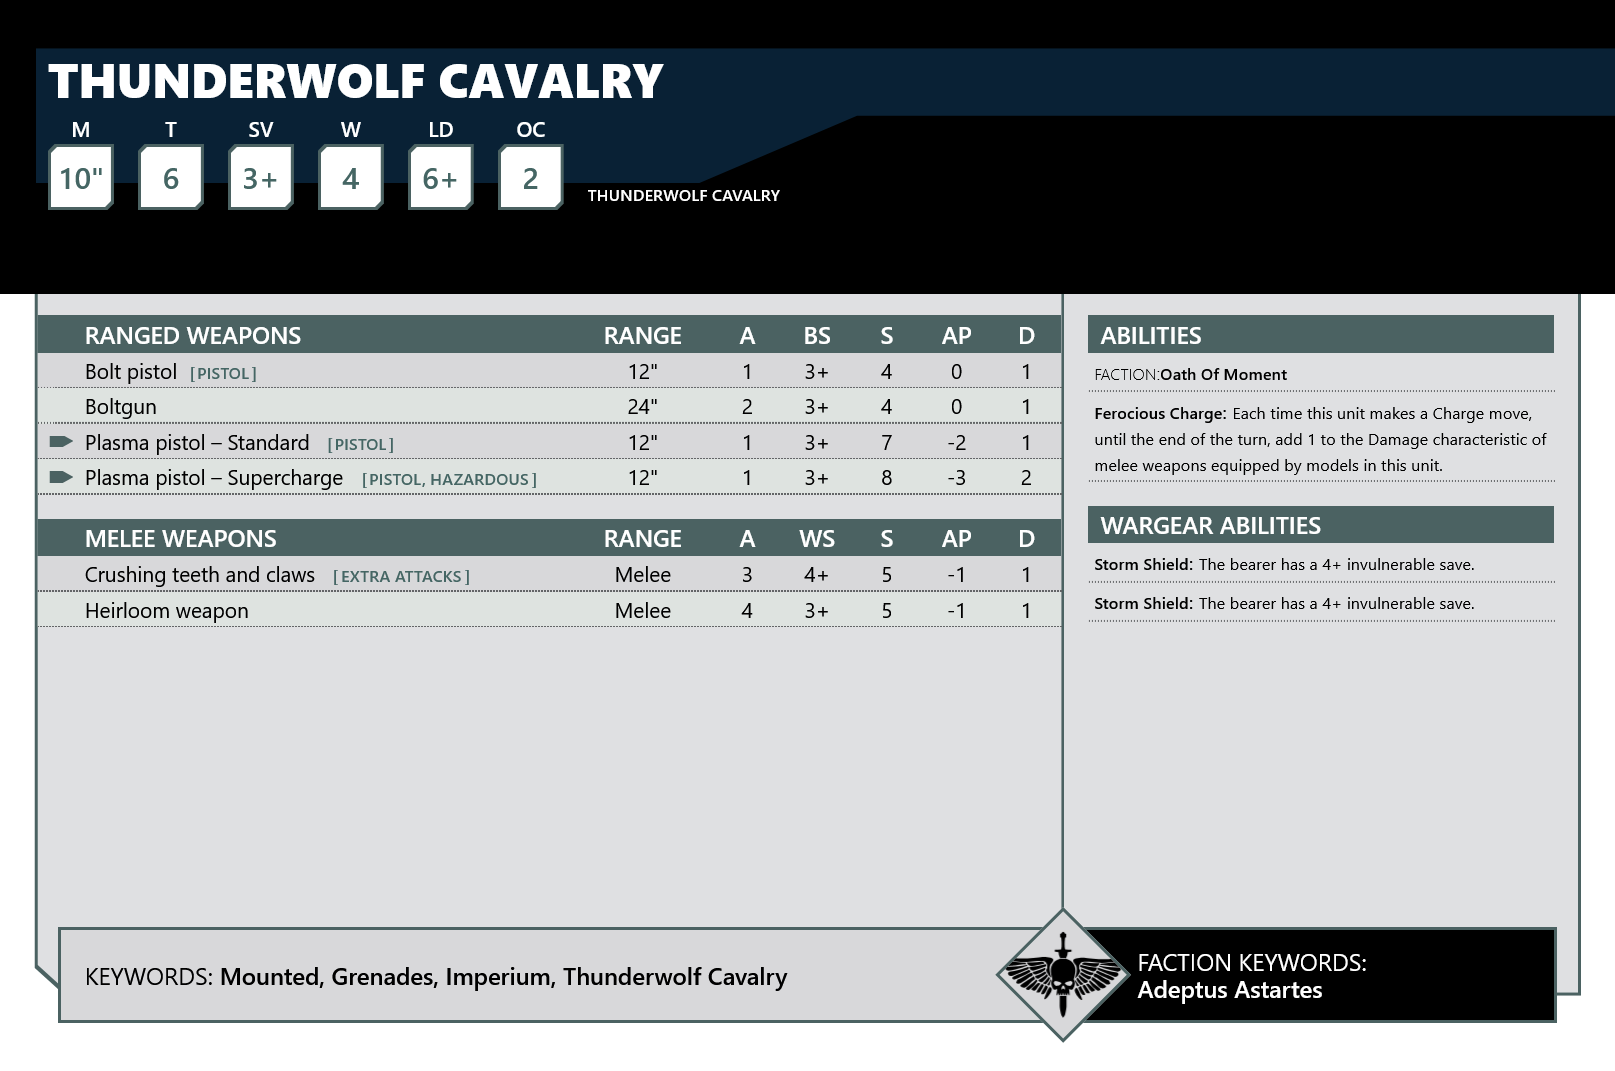 THUNDERWOLF CAVALRY
M T SV W LD OC
10" 6 3+ 4 6+ 2
THUNDERWOLF CAVALRY
RANGED WEAPONS RANGE A BS S AP D
Bolt pistol [PISTOL] 12" 1 3+ 4 0 1
Boltgun 24" 2 3+ 4 0 1
Plasma pistol – Standard [PISTOL] 12" 1 3+ 7 -2 1
Plasma pistol – Supercharge [PISTOL, HAZARDOUS] 12" 1 3+ 8 -3 2
MELEE WEAPONS RANGE A WS S AP D
Crushing teeth and claws [EXTRA ATTACKS] Melee 3 4+ 5 -1 1
Heirloom weapon Melee 4 3+ 5 -1 1
ABILITIES
FACTION:Oath Of Moment
Ferocious Charge: Each time this unit makes a Charge move,
until the end of the turn, add 1 to the Damage characteristic of
melee weapons equipped by models in this unit.
WARGEAR ABILITIES
Storm Shield: The bearer has a 4+ invulnerable save.
Storm Shield: The bearer has a 4+ invulnerable save.
KEYWORDS: Mounted, Grenades, Imperium, Thunderwolf Cavalry
FACTION KEYWORDS:
Adeptus Astartes